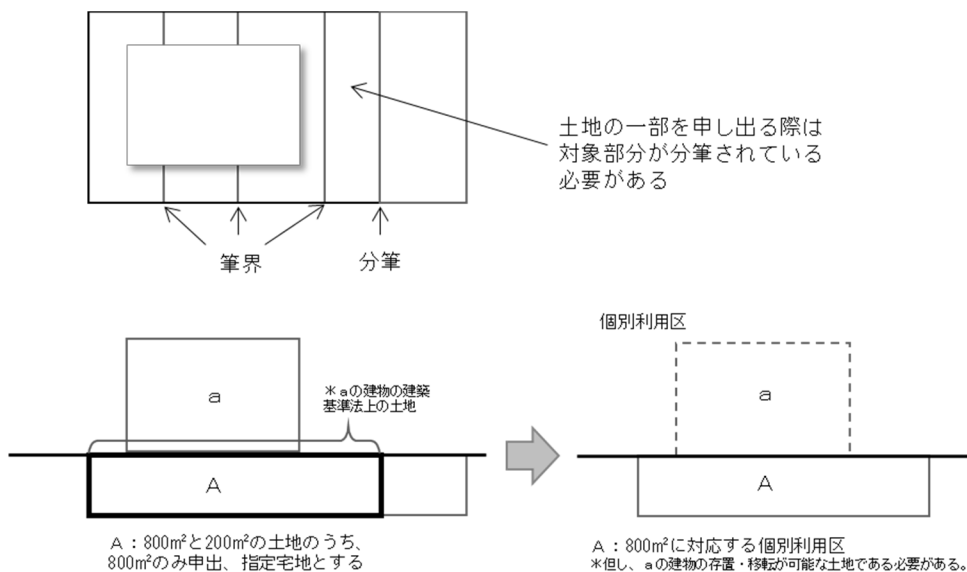 土地の一部を申し出る際は
対象部分が分筆されている
必要がある
筆界
分筆
a
＊aの建物の建築
基準法上の土地
A
A：800㎡と200㎡の土地のうち、
800㎡のみ申出、指定宅地とする
個別利用区
a
A
A：800㎡に対応する個別利用区
＊但し、aの建物の存置・移転が可能な土地である必要がある。